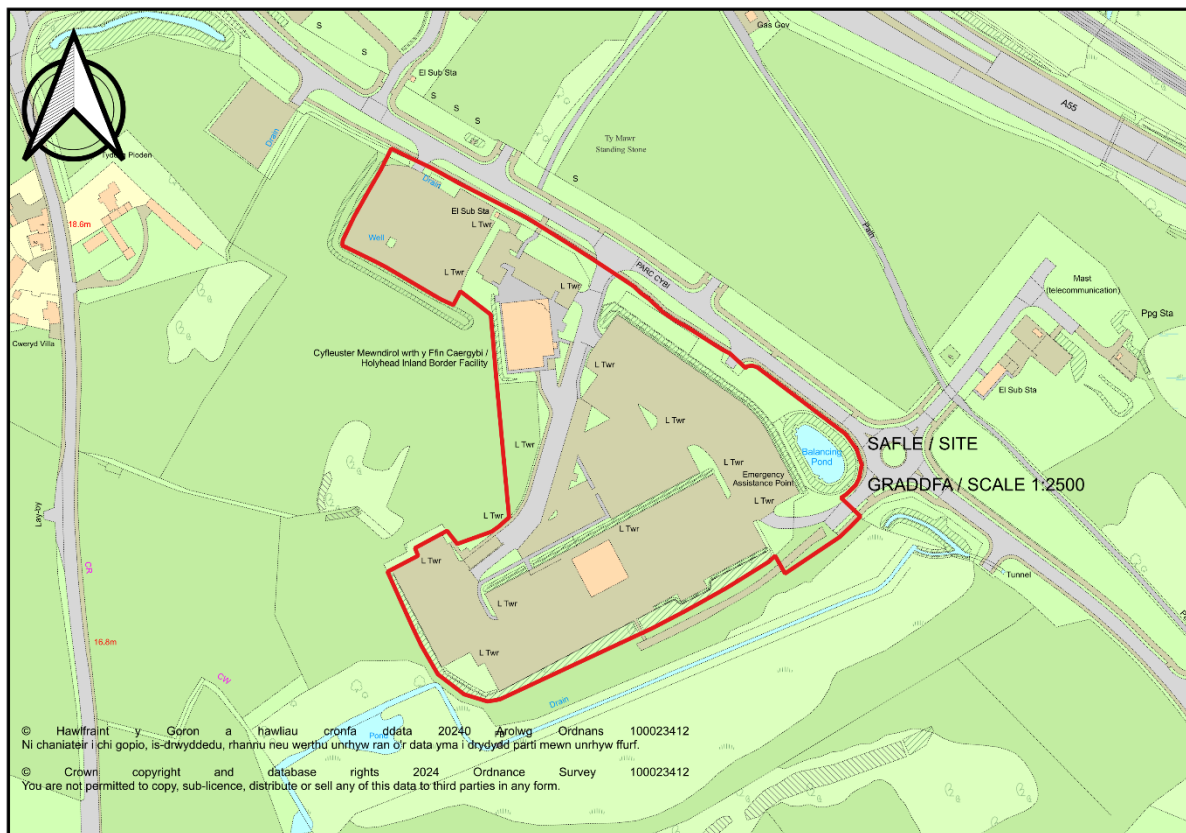 Gas Gov
S
S
S
El Sub Sta
S
S
S
A55
Drain
Ty Mawr
Standing Stone
S
Drain
El Sub Sta
L Twr
18.6m
Well
Path
PARC CYBI
L Twr
L Twr
Mast
(telecommunication)
Ppg Sta
Cweryd Villa
Cyfleuster Mewndirol wrth y Ffin Caergybi /
Holyhead Inland Border Facility
L Twr
El Sub Sta
L Twr
L Twr
SAFLE / SITE
Balancing
Pond
L Twr
Emergency
Assistance Point
GRADDFA / SCALE 1:2500
L Twr
Lay-by
L Twr
L Twr
L Twr
CR
Tunnel
L Twr
16.8m
L Twr
CW
Drain
Pond
© Hawlfraint y Goron a hawliau cronfa ddata 20240 Arolwg Ordnans 100023412
Ni chaniateir i chi gopio, is-drwyddedu, rhannu neu werthu unrhyw ran o'r data yma i drydydd parti mewn unrhyw ffurf.
© Crown copyright and database rights 2024 Ordnance Survey 100023412
You are not permitted to copy, sub-licence, distribute or sell any of this data to third parties in any form.